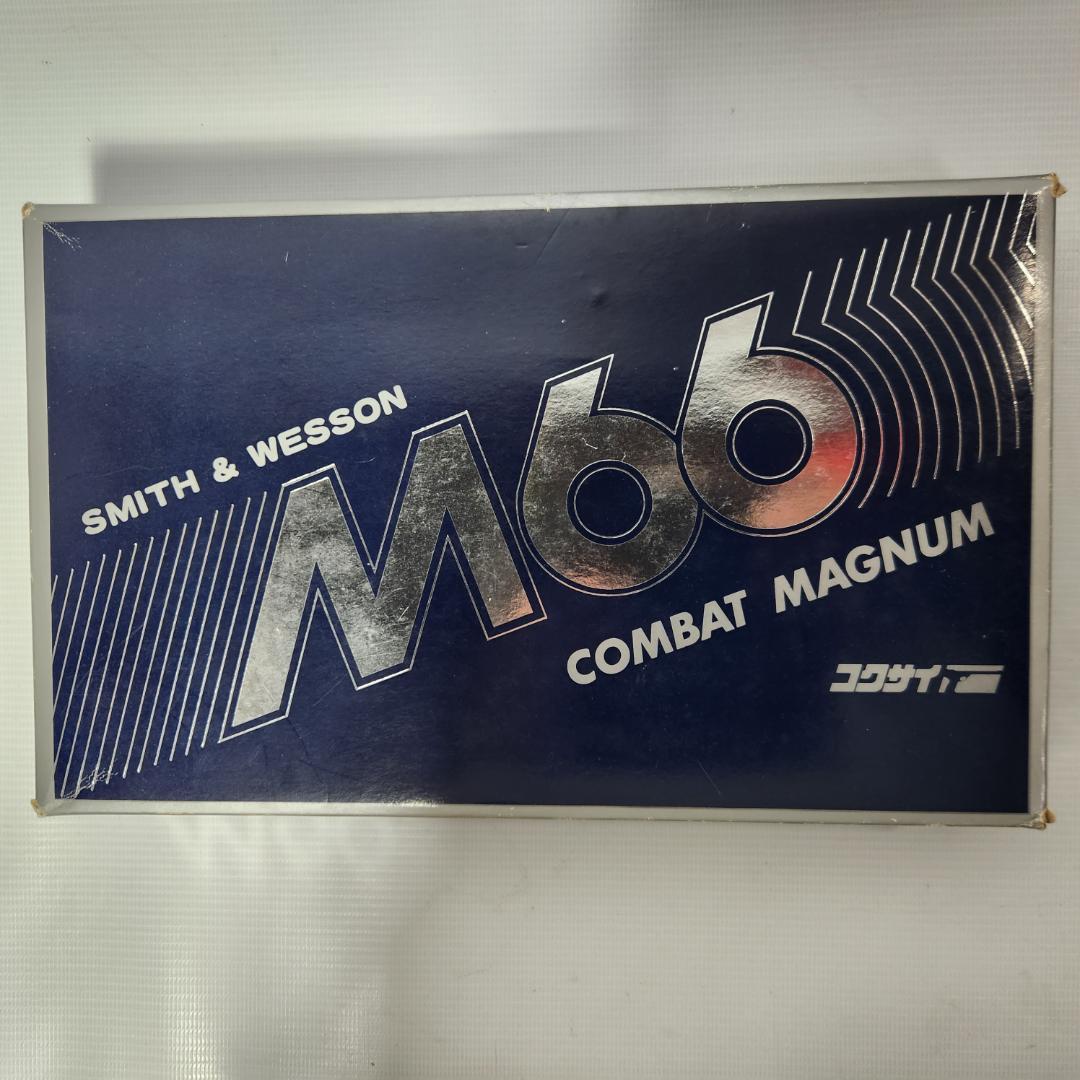 SMITH & WESSON
M66
COMBAT MAGNUM
コクサイ